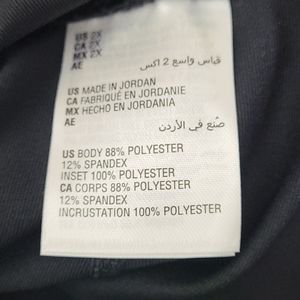 US 2X
CA 2X
MX 2X
AE قياس واسع 2 اكس
US MADE IN JORDAN
CA FABRIQUÉ EN JORDANIE
MX HECHO EN JORDANIA
AE
صُنع في الأردن
US BODY 88% POLYESTER
12% SPANDEX
INSET 100% POLYESTER
CA CORPS 88% POLYESTER
12% SPANDEX
INCRUSTATION 100% POLYESTER